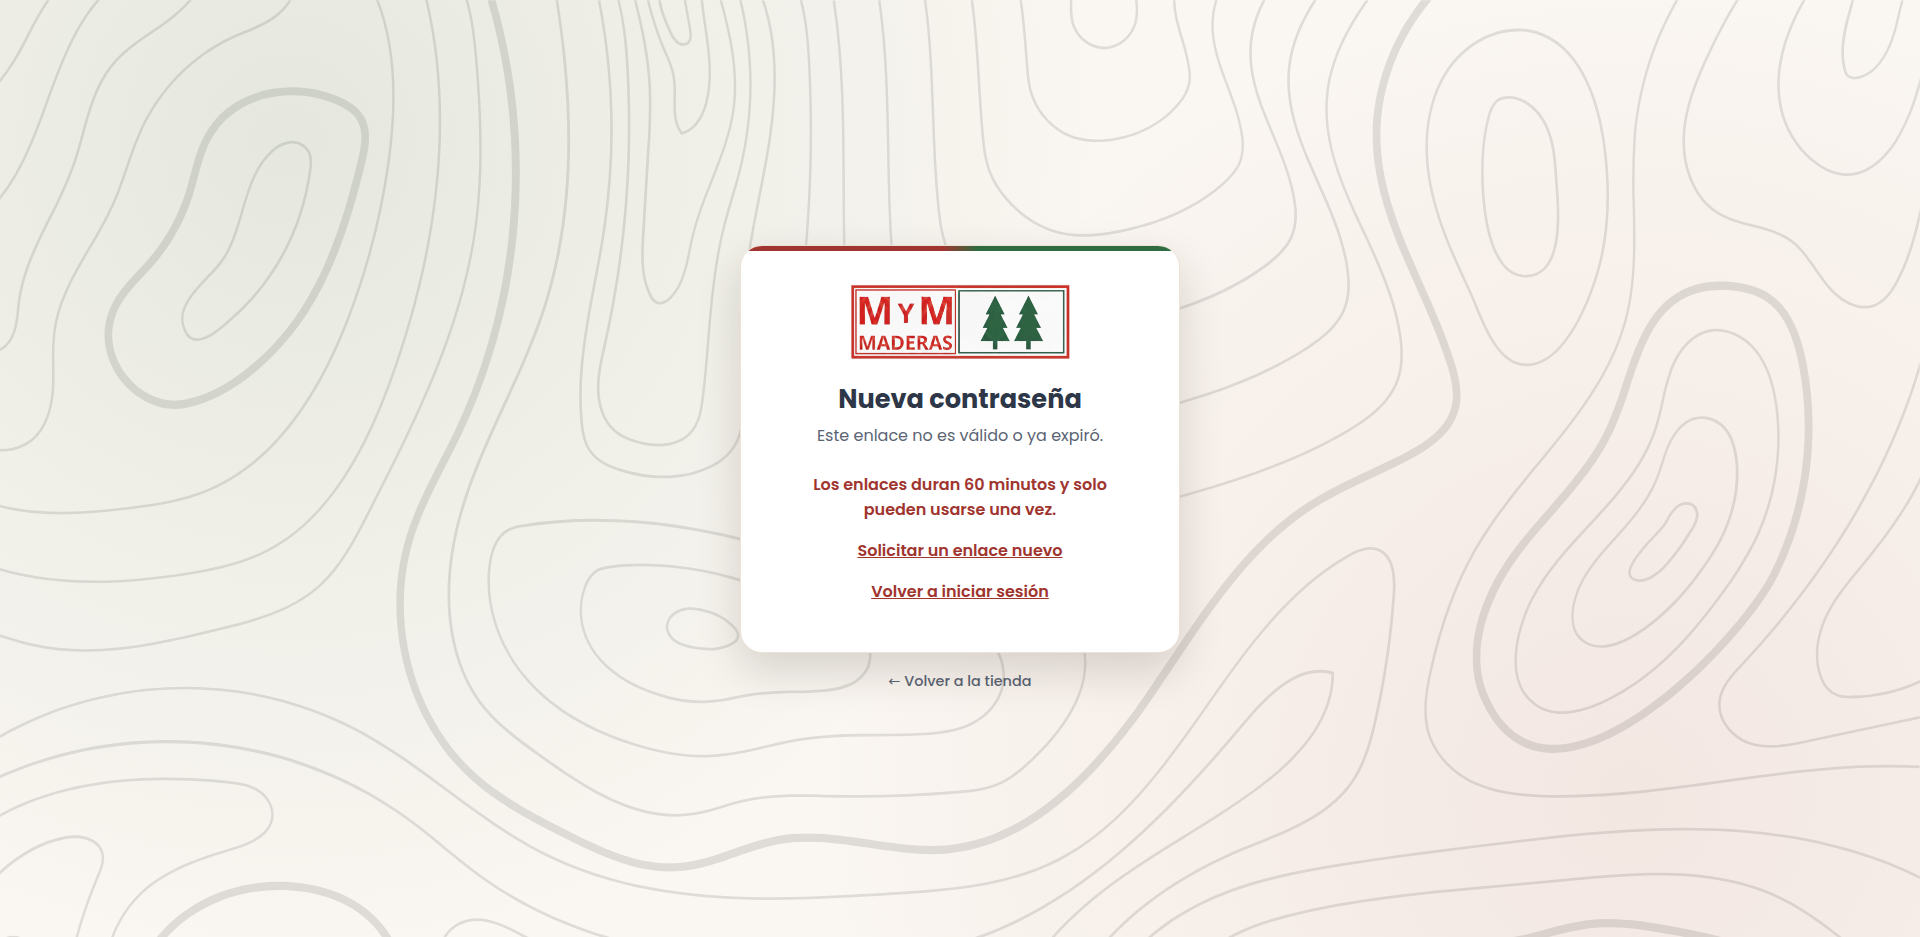 M Y M
MADERAS
Nueva contraseña
Este enlace no es válido o ya expiró.
Los enlaces duran 60 minutos y solo
pueden usarse una vez.
Solicitar un enlace nuevo
Volver a iniciar sesión
← Volver a la tienda